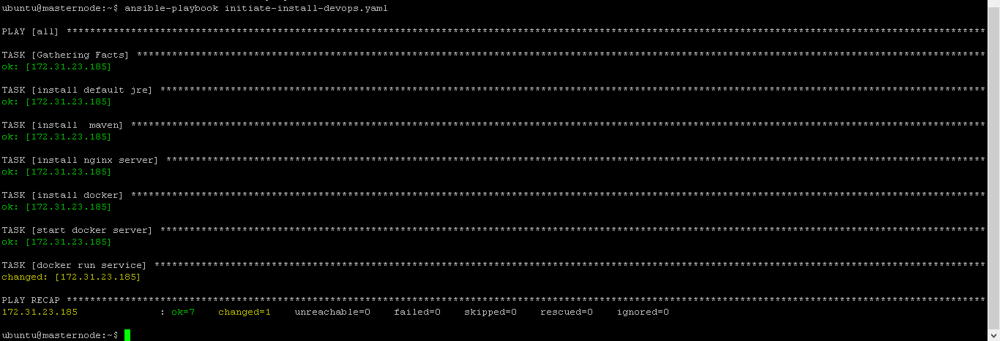 ubuntu@masternode:~$ ansible-playbook initiate-install-devops.yaml
PLAY [all] *****************************************************************************************************************************************************************
TASK [Gathering Facts] *****************************************************************************************************************************************************
ok: [172.31.23.185]
TASK [install default jre] *************************************************************************************************************************************************
ok: [172.31.23.185]
TASK [install  maven] ******************************************************************************************************************************************************
ok: [172.31.23.185]
TASK [install nginx server] ************************************************************************************************************************************************
ok: [172.31.23.185]
TASK [install docker] ******************************************************************************************************************************************************
ok: [172.31.23.185]
TASK [start docker server] *************************************************************************************************************************************************
ok: [172.31.23.185]
TASK [docker run service] **************************************************************************************************************************************************
changed: [172.31.23.185]
PLAY RECAP *****************************************************************************************************************************************************************
172.31.23.185              : ok=7    changed=1    unreachable=0    failed=0    skipped=0    rescued=0    ignored=0
ubuntu@masternode:~$